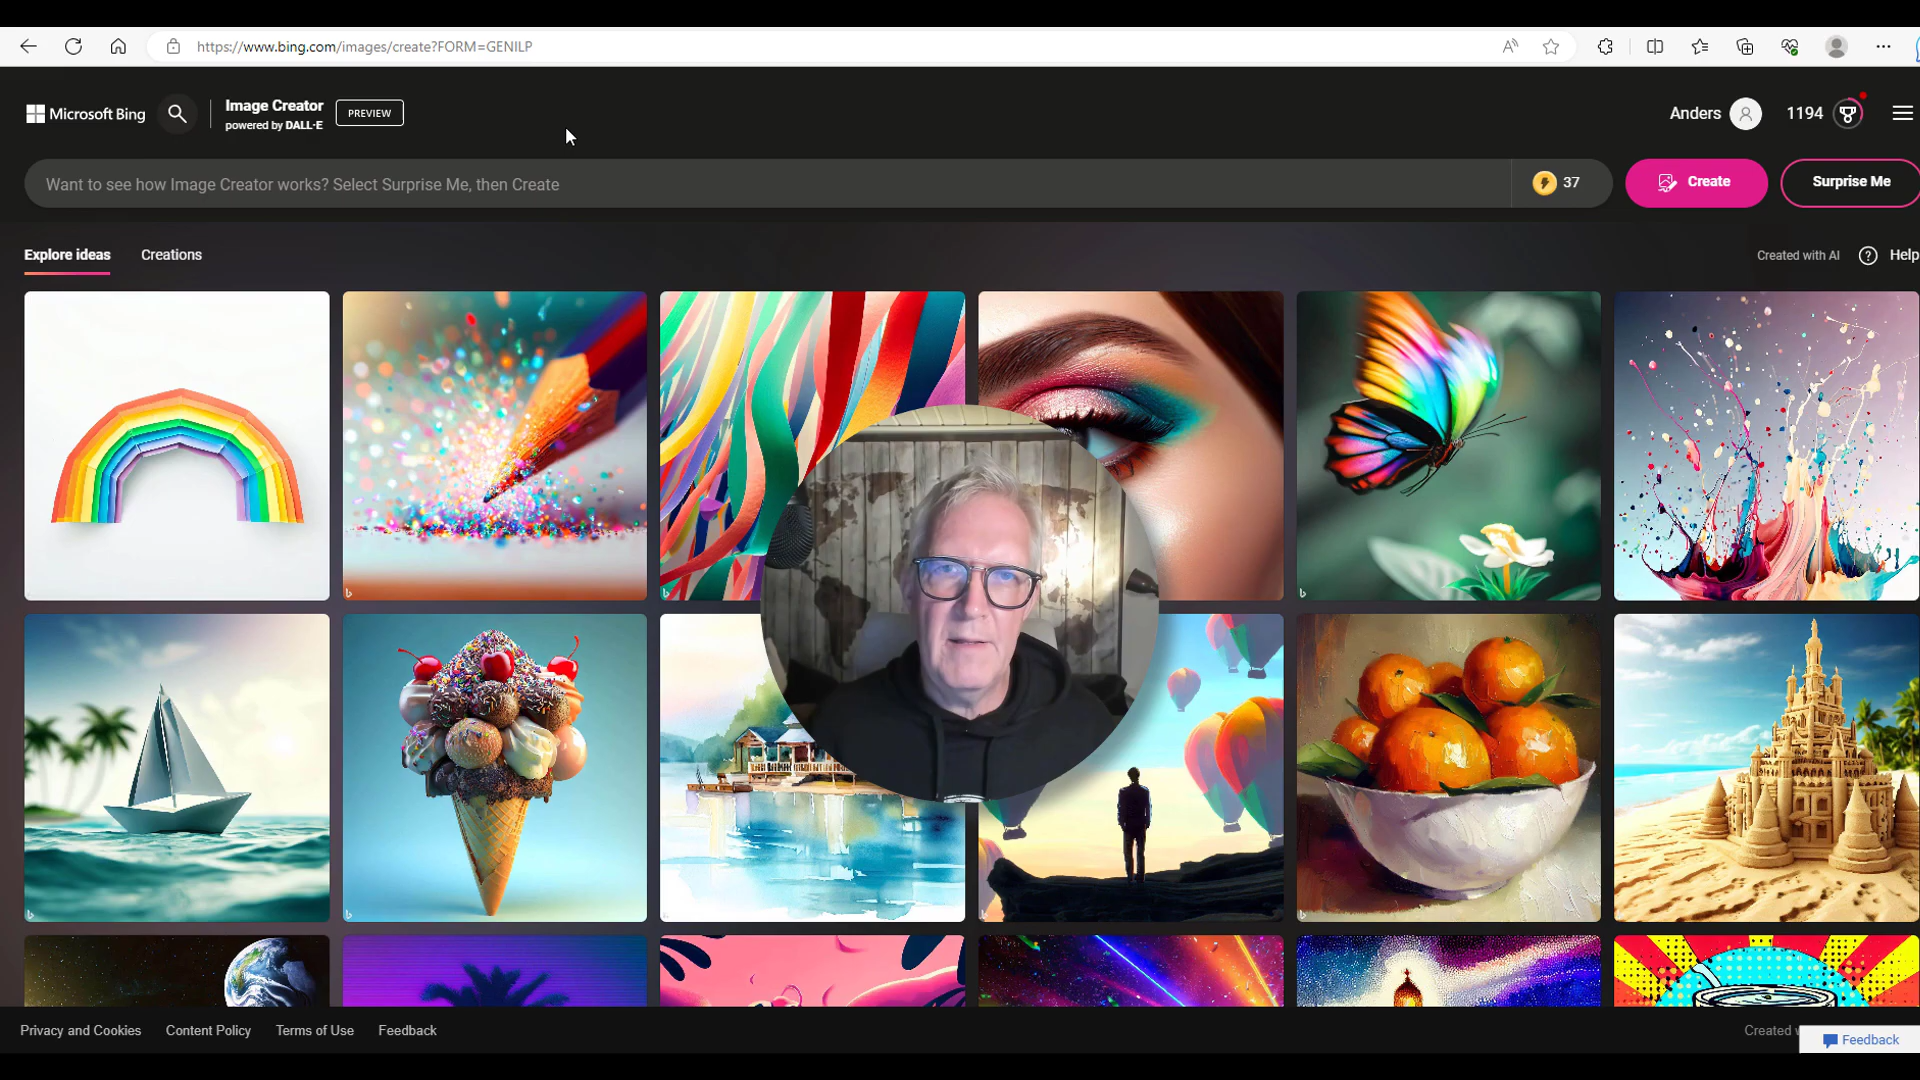 https://www.bing.com/images/create?FORM=GENILP
Microsoft Bing
Image Creator
powered by DALL·E
PREVIEW
Anders
1194
Want to see how Image Creator works? Select Surprise Me, then Create
37
Create
Surprise Me
Explore ideas
Creations
Created with AI
Help
Privacy and Cookies
Content Policy
Terms of Use
Feedback
Created
Feedback